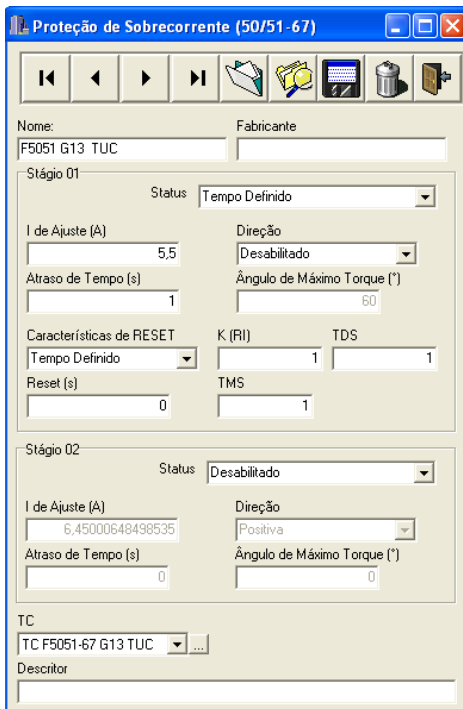 Proteção de Sobrecorrente (50/51-67)
Nome: Fabricante
F5051 G13 TUC
Stágio 01
Status Tempo Definido
I de Ajuste (A) Direção
5,5 Desabilitado
Atraso de Tempo (s) Ângulo de Máximo Torque (°)
1 60
Características de RESET K (RI) TDS
Tempo Definido 1 1
Reset (s) TMS
0 1
Stágio 02
Status Desabilitado
I de Ajuste (A) Direção
6,45000648498535 Positiva
Atraso de Tempo (s) Ângulo de Máximo Torque (°)
0 0
TC
TC F5051-67 G13 TUC ...
Descritor